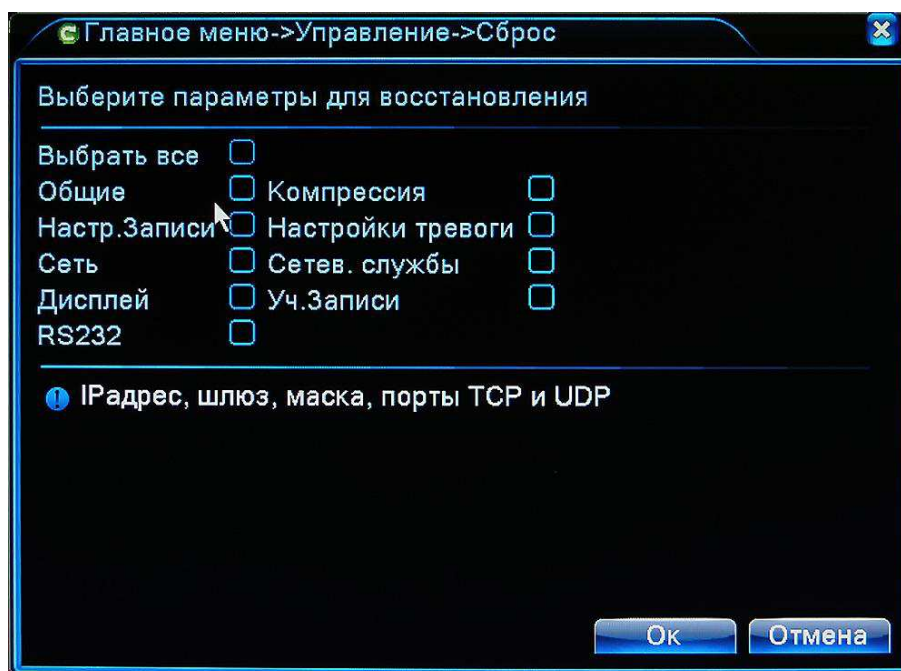 Главное меню->Управление->Сброс
Выберите параметры для восстановления
Выбрать все
Общие Компрессия
Настр.Записи Настройки тревоги
Сеть Сетев. службы
Дисплей Уч.Записи
RS232
IPадрес, шлюз, маска, порты TCP и UDP
Ок Отмена